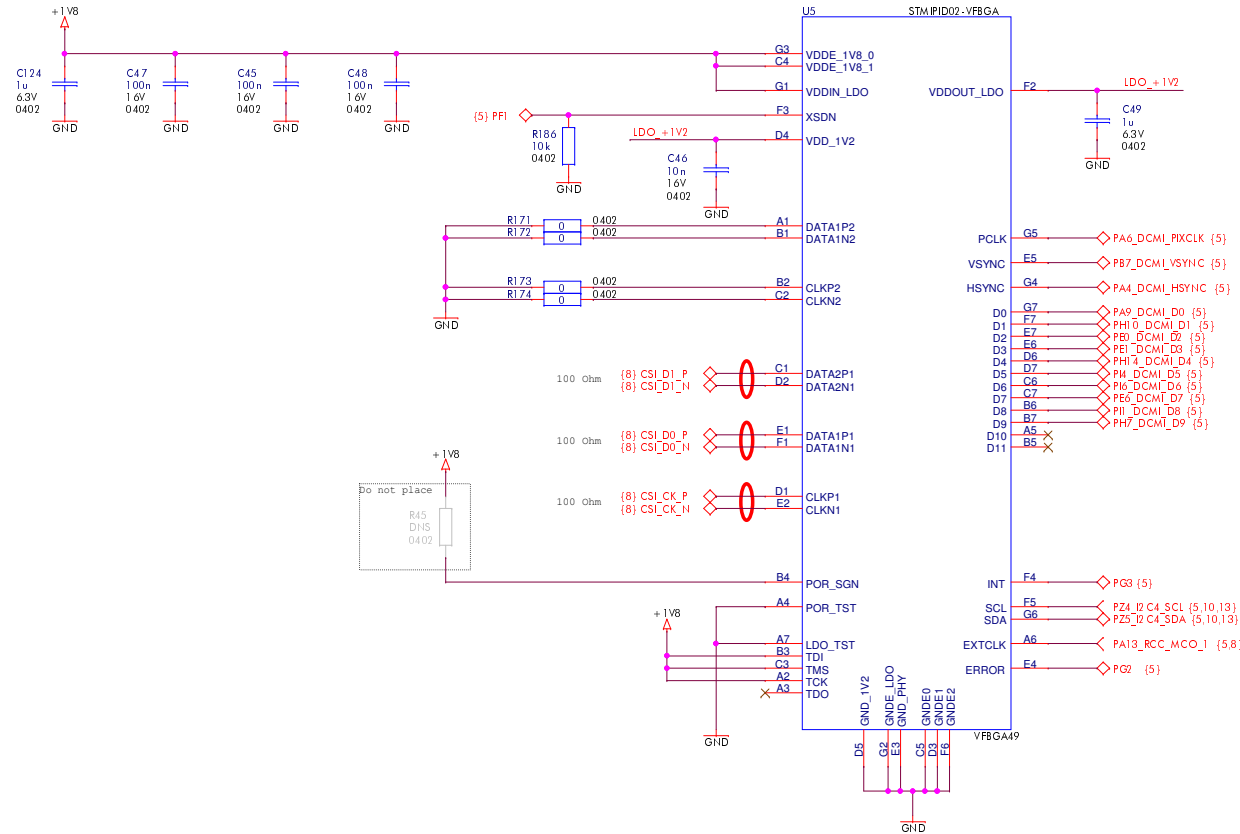 +1V8
U5
STMIPID02-VFBGA
C124
1u
6.3V
0402
GND
C47
100n
16V
0402
GND
C45
100n
16V
0402
GND
C48
100n
16V
0402
GND
G3 VDDE_1V8_0
C4 VDDE_1V8_1
G1 VDDIN_LDO
{5} PF1
F3 XSDN
R186
10k
0402
GND
LDO_+1V2
D4 VDD_1V2
C46
10n
16V
0402
GND
VDDOUT_LDO F2
LDO_+1V2
C49
1u
6.3V
0402
GND
R171 0 0402 A1 DATA1P2
R172 0 0402 B1 DATA1N2
R173 0 0402 B2 CLKP2
R174 0 0402 C2 CLKN2
GND
100 Ohm
{8} CSI_D1_P C1 DATA2P1
{8} CSI_D1_N D2 DATA2N1
100 Ohm
{8} CSI_D0_P E1 DATA1P1
{8} CSI_D0_N F1 DATA1N1
100 Ohm
{8} CSI_CK_P D1 CLKP1
{8} CSI_CK_N E2 CLKN1
+1V8
Do not place
R45
DNS
0402
B4 POR_SGN
A4 POR_TST
+1V8
A7 LDO_TST
B3 TDI
C3 TMS
A2 TCK
A3 TDO
GND
PCLK G5 PA6_DCMI_PIXCLK {5}
VSYNC E5 PB7_DCMI_VSYNC {5}
HSYNC G4 PA4_DCMI_HSYNC {5}
D0 G7 PA9_DCMI_D0 {5}
D1 F7 PH10_DCMI_D1 {5}
D2 E7 PE0_DCMI_D2 {5}
D3 E6 PE1_DCMI_D3 {5}
D4 D6 PH14_DCMI_D4 {5}
D5 D7 PI4_DCMI_D5 {5}
D6 C6 PI6_DCMI_D6 {5}
D7 C7 PE6_DCMI_D7 {5}
D8 B6 PI1_DCMI_D8 {5}
D9 B7 PH7_DCMI_D9 {5}
D10 A5
D11 B5
INT F4 PG3 {5}
SCL F5 PZ4_I2C4_SCL {5,10,13}
SDA G6 PZ5_I2C4_SDA {5,10,13}
EXTCLK A6 PA13_RCC_MCO_1 {5,8}
ERROR E4 PG2 {5}
GND_1V2 GNDE_LDO GND_PHY GNDE0 GNDE1 GNDE2
VFBGA49
D5 G2 E3 C5 D3 F6
GND